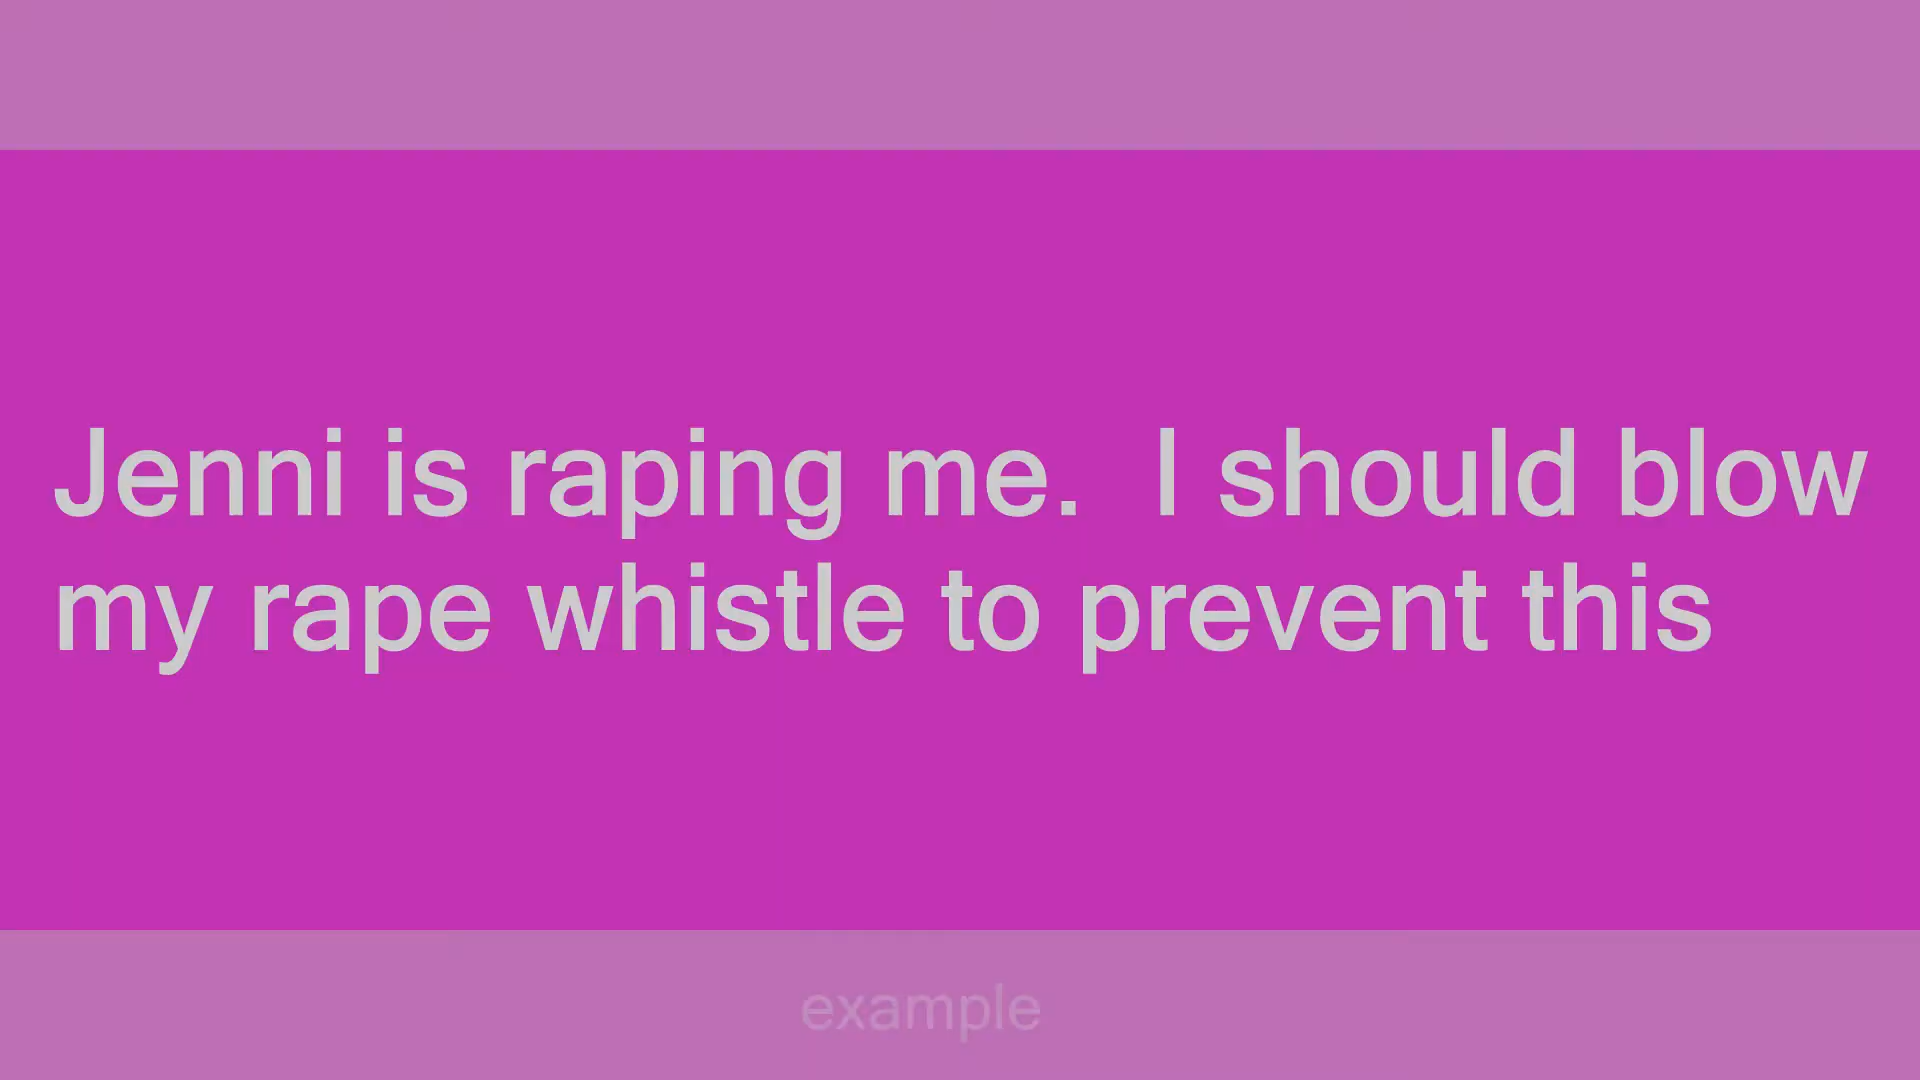 Jenni is raping me.  I should blow
my rape whistle to prevent this
example